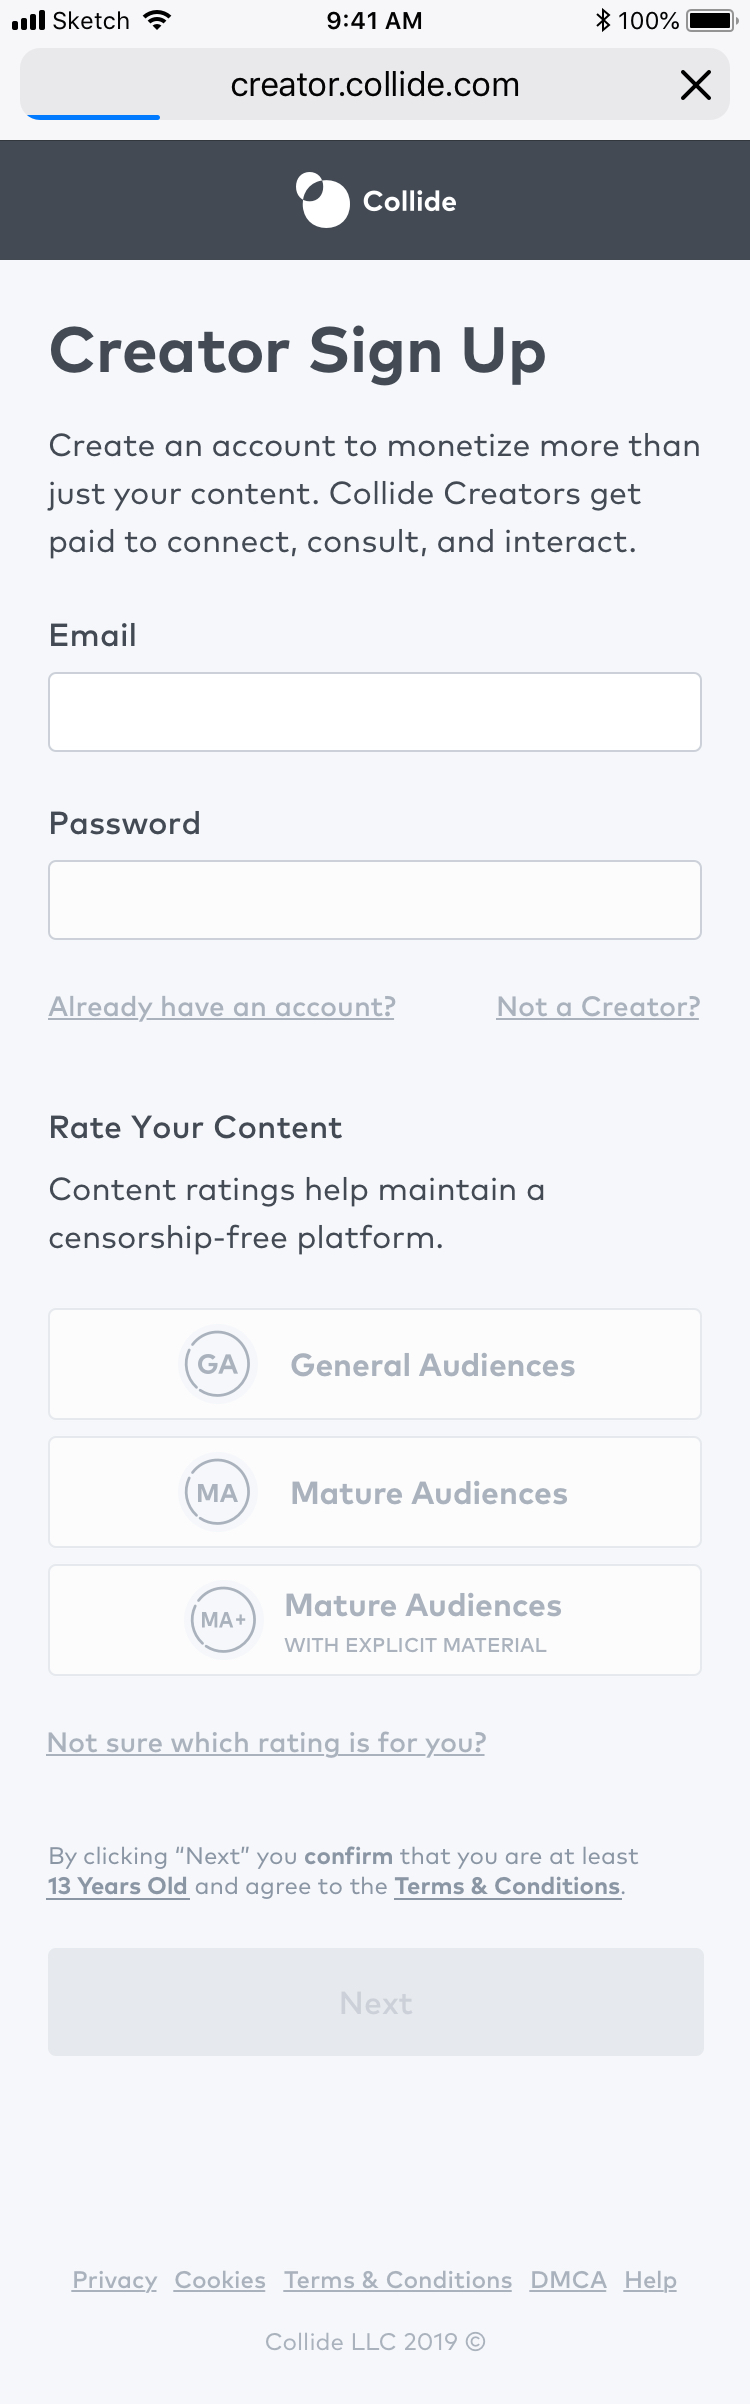 Sketch 9:41 AM 100%
creator.collide.com
Collide
Creator Sign Up
Create an account to monetize more than
just your content. Collide Creators get
paid to connect, consult, and interact.
Email
Password
Already have an account? Not a Creator?
Rate Your Content
Content ratings help maintain a
censorship-free platform.
GA General Audiences
MA Mature Audiences
MA+ Mature Audiences
WITH EXPLICIT MATERIAL
Not sure which rating is for you?
By clicking “Next” you confirm that you are at least
13 Years Old and agree to the Terms & Conditions.
Next
Privacy Cookies Terms & Conditions DMCA Help
Collide LLC 2019 ©